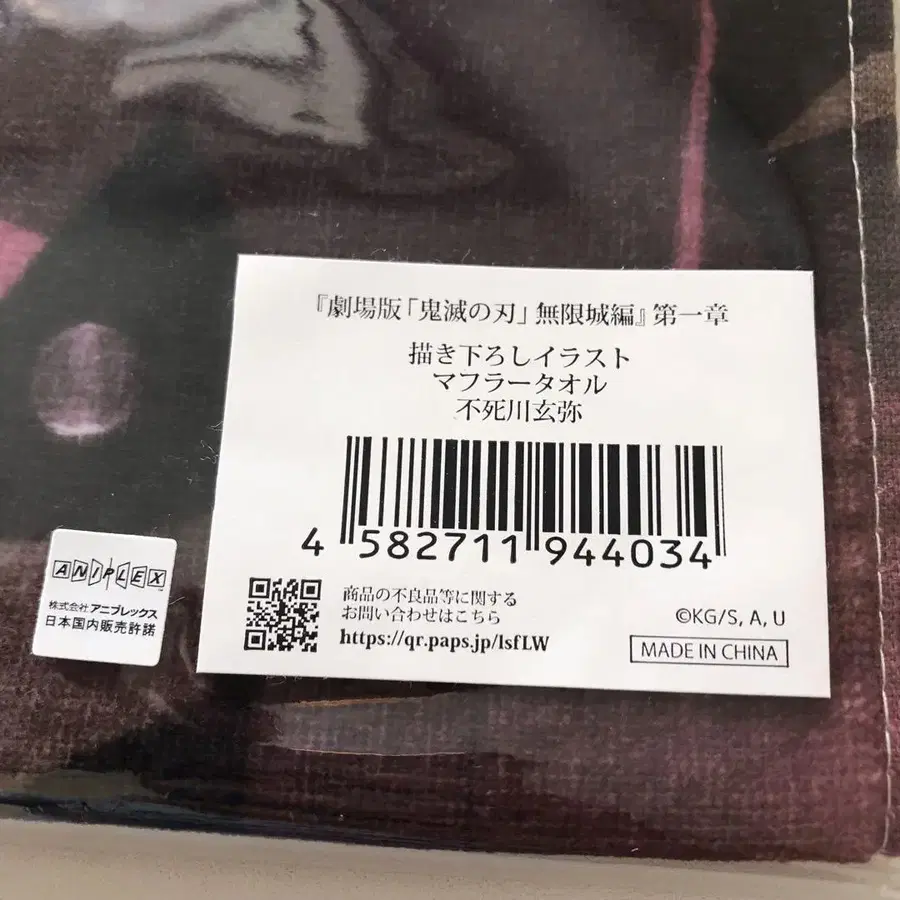 『劇場版「鬼滅の刃」無限城編』第一章
描き下ろしイラスト
マフラータオル
不死川玄弥
4 582711 944034
商品の不良品等に関する
お問い合わせはこちら
https://qr.paps.jp/lsfLW
©KG/S, A, U
MADE IN CHINA
ANIPLEX
株式会社 アニプレックス
日本国内販売許諾